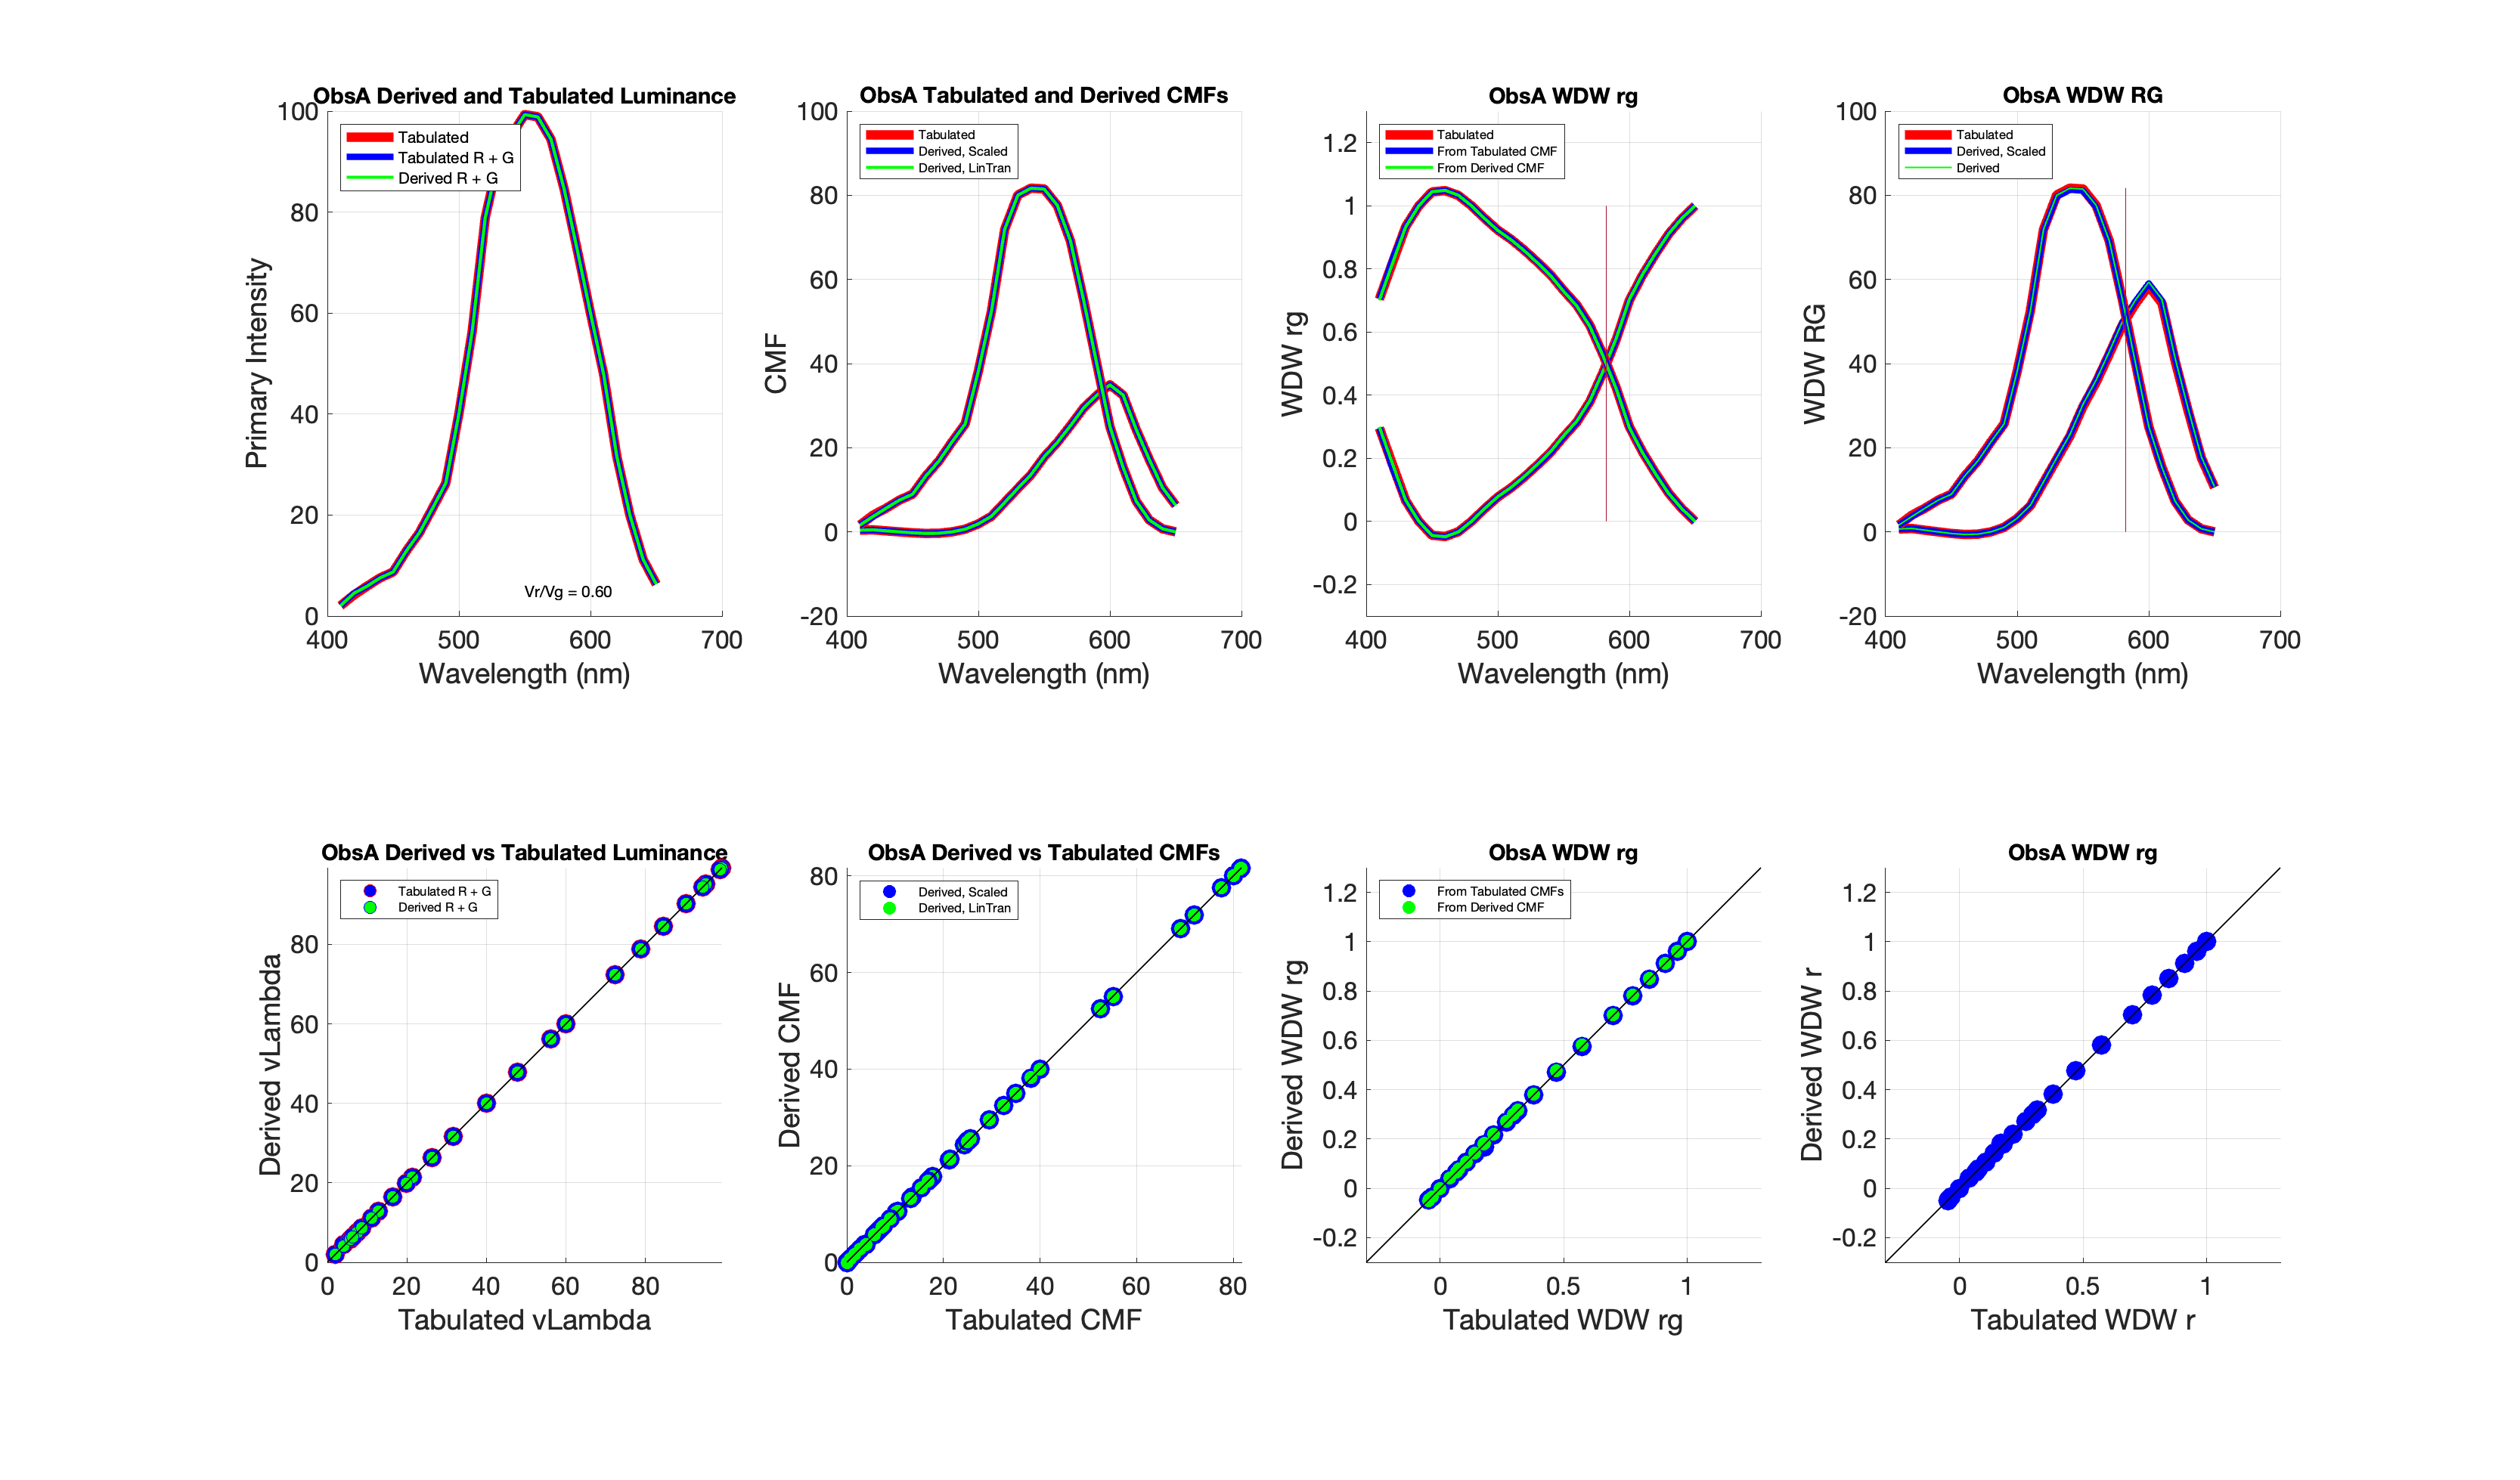 ObsA Derived and Tabulated Luminance
Tabulated
Tabulated R + G
Derived R + G
Primary Intensity
100
80
60
40
20
0
Vr/Vg = 0.60
400
500
600
700
Wavelength (nm)
ObsA Tabulated and Derived CMFs
Tabulated
Derived, Scaled
Derived, LinTran
CMF
100
80
60
40
20
0
-20
400
500
600
700
Wavelength (nm)
ObsA WDW rg
Tabulated
From Tabulated CMF
From Derived CMF
WDW rg
1.2
1
0.8
0.6
0.4
0.2
0
-0.2
400
500
600
700
Wavelength (nm)
ObsA WDW RG
Tabulated
Derived, Scaled
Derived
WDW RG
100
80
60
40
20
0
-20
400
500
600
700
Wavelength (nm)
ObsA Derived vs Tabulated Luminance
Tabulated R + G
Derived R + G
Derived vLambda
80
60
40
20
0
0
20
40
60
80
Tabulated vLambda
ObsA Derived vs Tabulated CMFs
Derived, Scaled
Derived, LinTran
Derived CMF
80
60
40
20
0
0
20
40
60
80
Tabulated CMF
ObsA WDW rg
From Tabulated CMFs
From Derived CMF
Derived WDW rg
1.2
1
0.8
0.6
0.4
0.2
0
-0.2
0
0.5
1
Tabulated WDW rg
ObsA WDW rg
Derived WDW r
1.2
1
0.8
0.6
0.4
0.2
0
-0.2
0
0.5
1
Tabulated WDW r